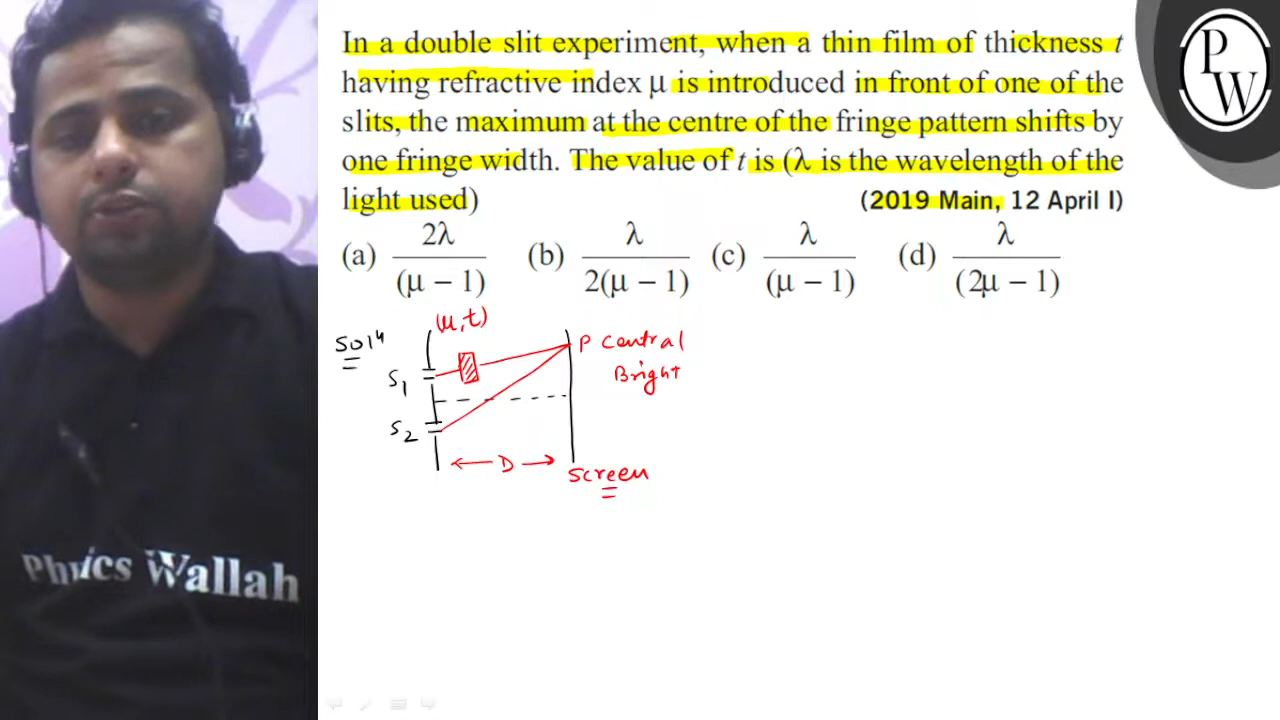 In a double slit experiment, when a thin film of thickness t
having refractive index μ is introduced in front of one of the
slits, the maximum at the centre of the fringe pattern shifts by
one fringe width. The value of t is (λ is the wavelength of the
light used) (2019 Main, 12 April I)
(a) 2λ/(μ − 1) (b) λ/2(μ − 1) (c) λ/(μ − 1) (d) λ/(2μ − 1)
Solⁿ
(μ, t)
S1
S2
P central
Bright
D
Screen
PW
Physics Wallah